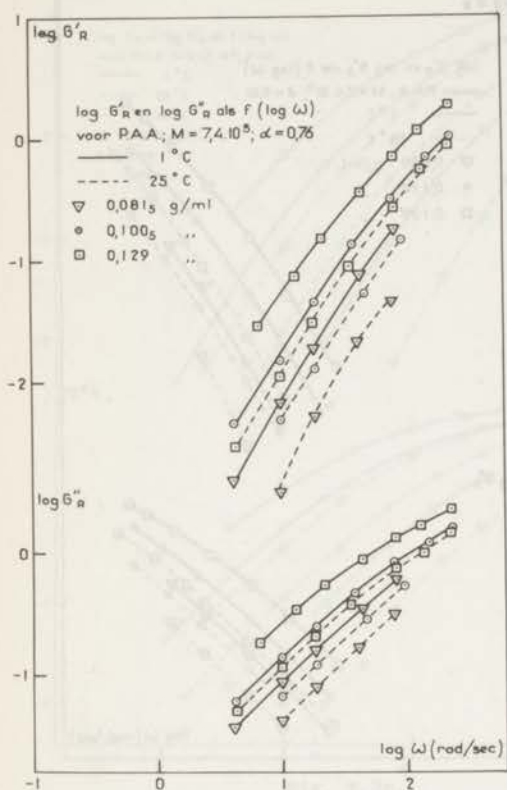 log G'R
1
0
-1
-2
log G'R en log G"R als f (log ω)
voor P.A.A.; M = 7,4.10⁵; α = 0,76
1 °C
25 °C
0,081₅ g/ml
0,100₅ ,,
0,129 ,,
log G"R
0
-1
log ω (rad/sec)
-1
0
1
2